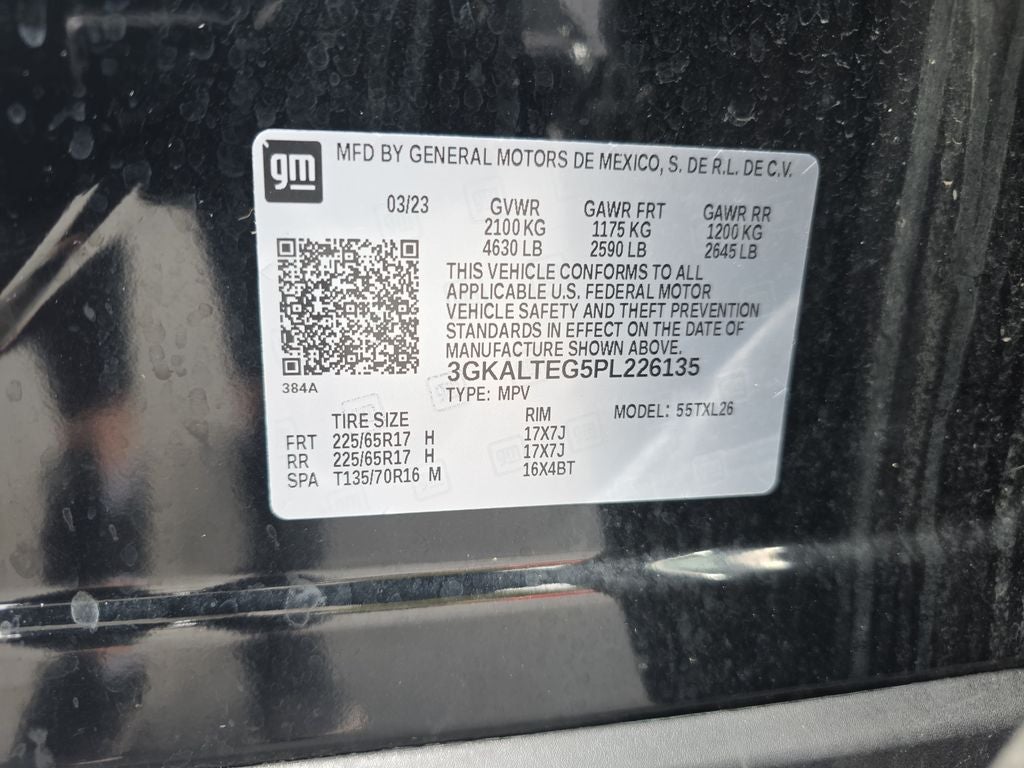 gm
MFD BY GENERAL MOTORS DE MEXICO, S. DE R.L. DE C.V.
03/23 GVWR GAWR FRT GAWR RR
2100 KG 1175 KG 1200 KG
4630 LB 2590 LB 2645 LB
THIS VEHICLE CONFORMS TO ALL
APPLICABLE U.S. FEDERAL MOTOR
VEHICLE SAFETY AND THEFT PREVENTION
STANDARDS IN EFFECT ON THE DATE OF
MANUFACTURE SHOWN ABOVE.
3GKALTEG5PL226135
384A
TYPE: MPV
TIRE SIZE RIM MODEL: 55TXL26
FRT 225/65R17 H 17X7J
RR 225/65R17 H 17X7J
SPA T135/70R16 M 16X4BT